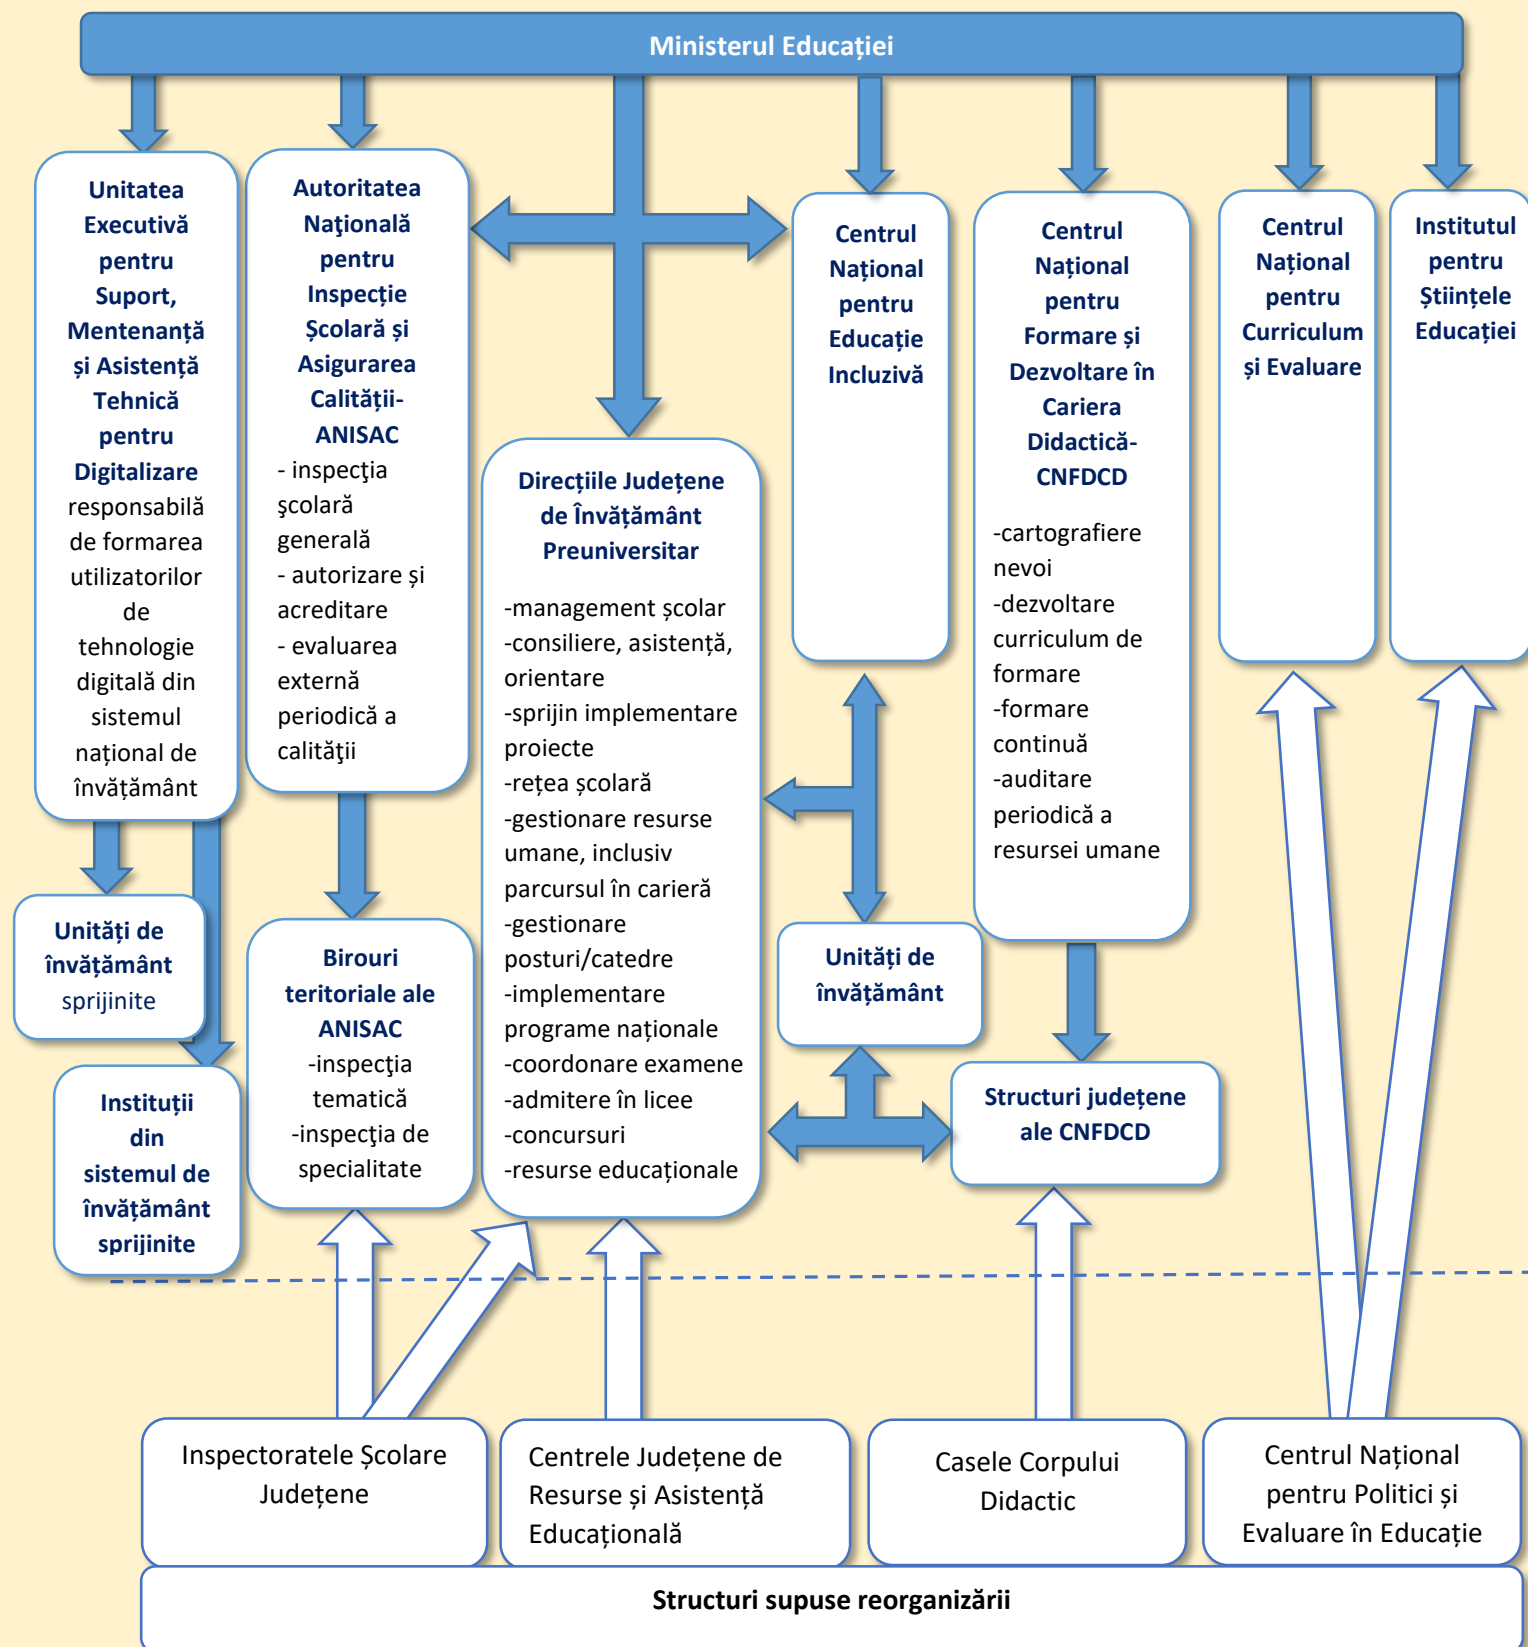 Ministerul Educației
Unitatea
Executivă
pentru
Suport,
Mentenanță
și Asistență
Tehnică
pentru
Digitalizare
responsabilă
de formarea
utilizatorilor
de
tehnologie
digitală din
sistemul
național de
învățământ
Autoritatea
Naţională
pentru
Inspecție
Școlară și
Asigurarea
Calității-
ANISAC
- inspecţia
şcolară
generală
- autorizare și
acreditare
- evaluarea
externă
periodică a
calităţii
Direcțiile Județene
de Învățământ
Preuniversitar
-management școlar
-consiliere, asistență,
orientare
-sprijin implementare
proiecte
-rețea școlară
-gestionare resurse
umane, inclusiv
parcursul în carieră
-gestionare
posturi/catedre
-implementare
programe naționale
-coordonare examene
-admitere în licee
-concursuri
-resurse educaționale
Centrul
Național
pentru
Educație
Incluzivă
Centrul
Național
pentru
Formare și
Dezvoltare în
Cariera
Didactică-
CNFDCD
-cartografiere
nevoi
-dezvoltare
curriculum de
formare
-formare
continuă
-auditare
periodică a
resursei umane
Centrul
Național
pentru
Curriculum
și Evaluare
Institutul
pentru
Științele
Educației
Unități de
învățământ
sprijinite
Instituții
din
sistemul de
învățământ
sprijinite
Birouri
teritoriale ale
ANISAC
-inspecţia
tematică
-inspecţia de
specialitate
Unități de
învățământ
Structuri județene
ale CNFDCD
Inspectoratele Școlare
Județene
Centrele Județene de
Resurse și Asistență
Educațională
Casele Corpului
Didactic
Centrul Național
pentru Politici și
Evaluare în Educație
Structuri supuse reorganizării